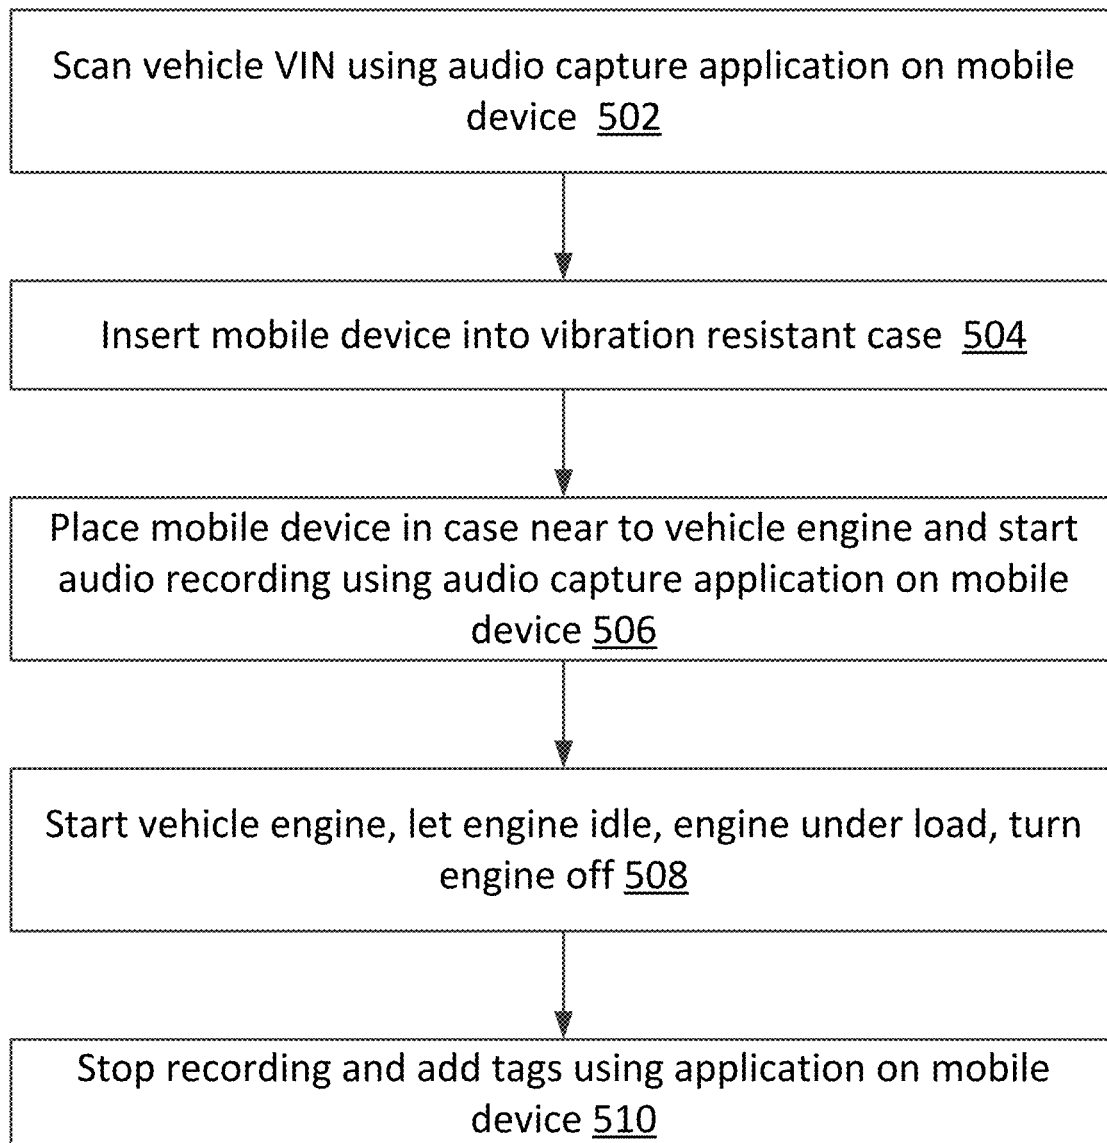 Scan vehicle VIN using audio capture application on mobile
device 502
Insert mobile device into vibration resistant case 504
Place mobile device in case near to vehicle engine and start
audio recording using audio capture application on mobile
device 506
Start vehicle engine, let engine idle, engine under load, turn
engine off 508
Stop recording and add tags using application on mobile
device 510